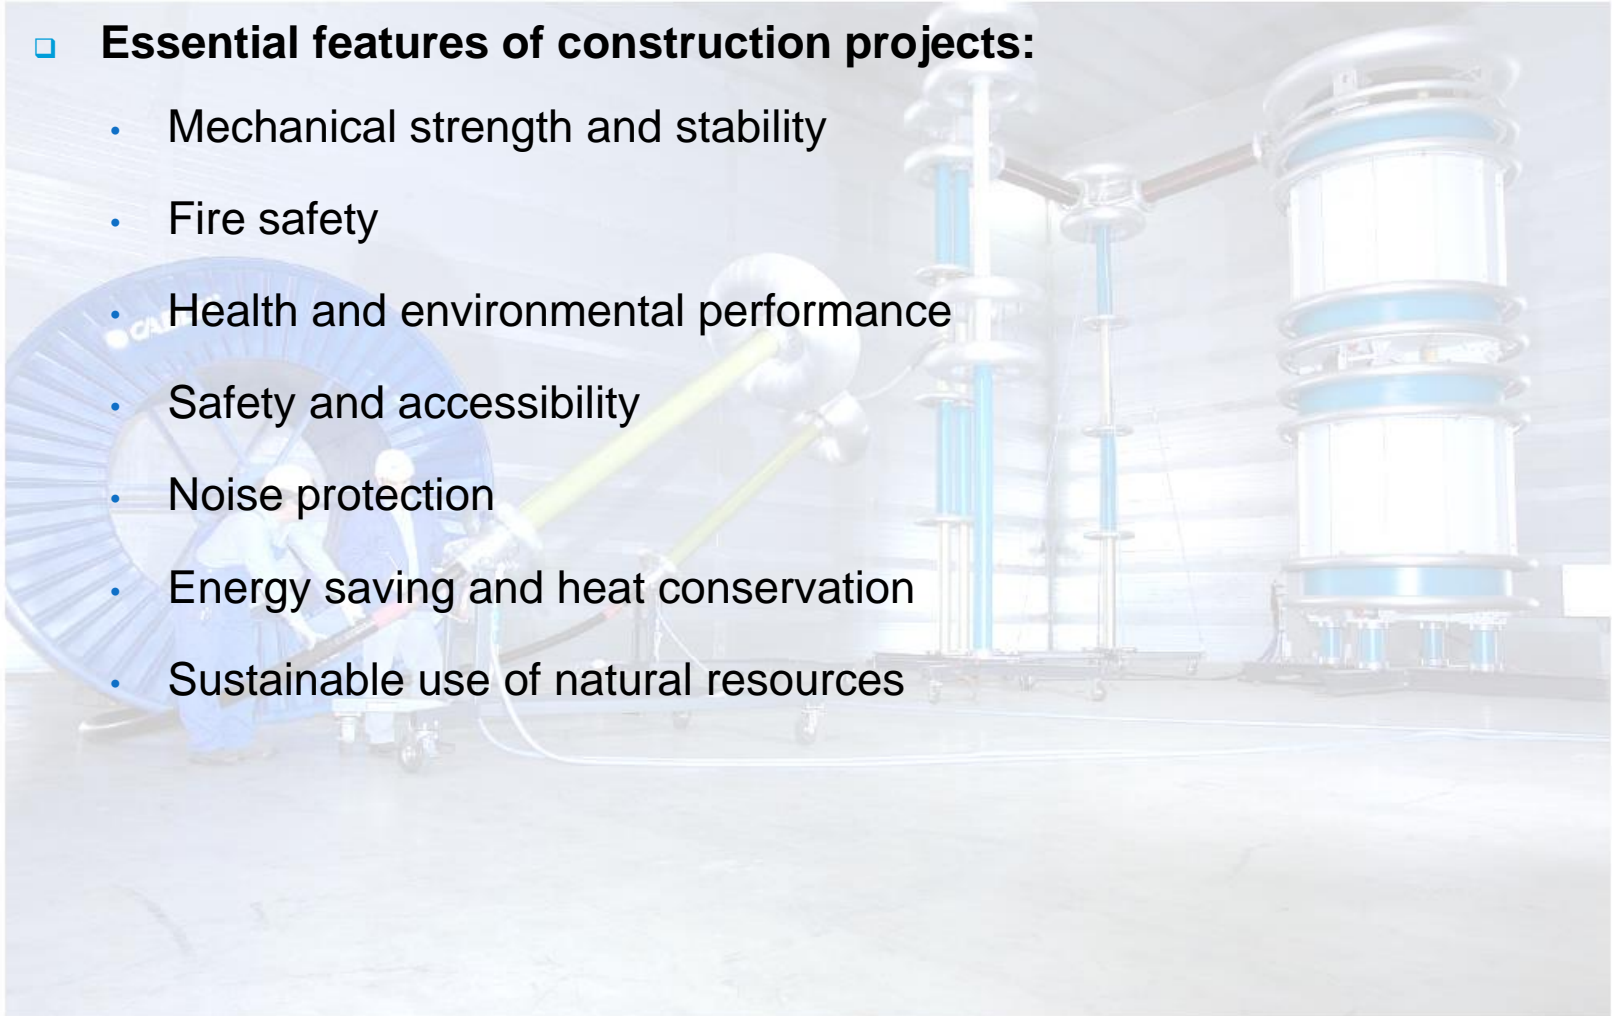 Essential features of construction projects:
Mechanical strength and stability
Fire safety
Health and environmental performance
Safety and accessibility
Noise protection
Energy saving and heat conservation
Sustainable use of natural resources